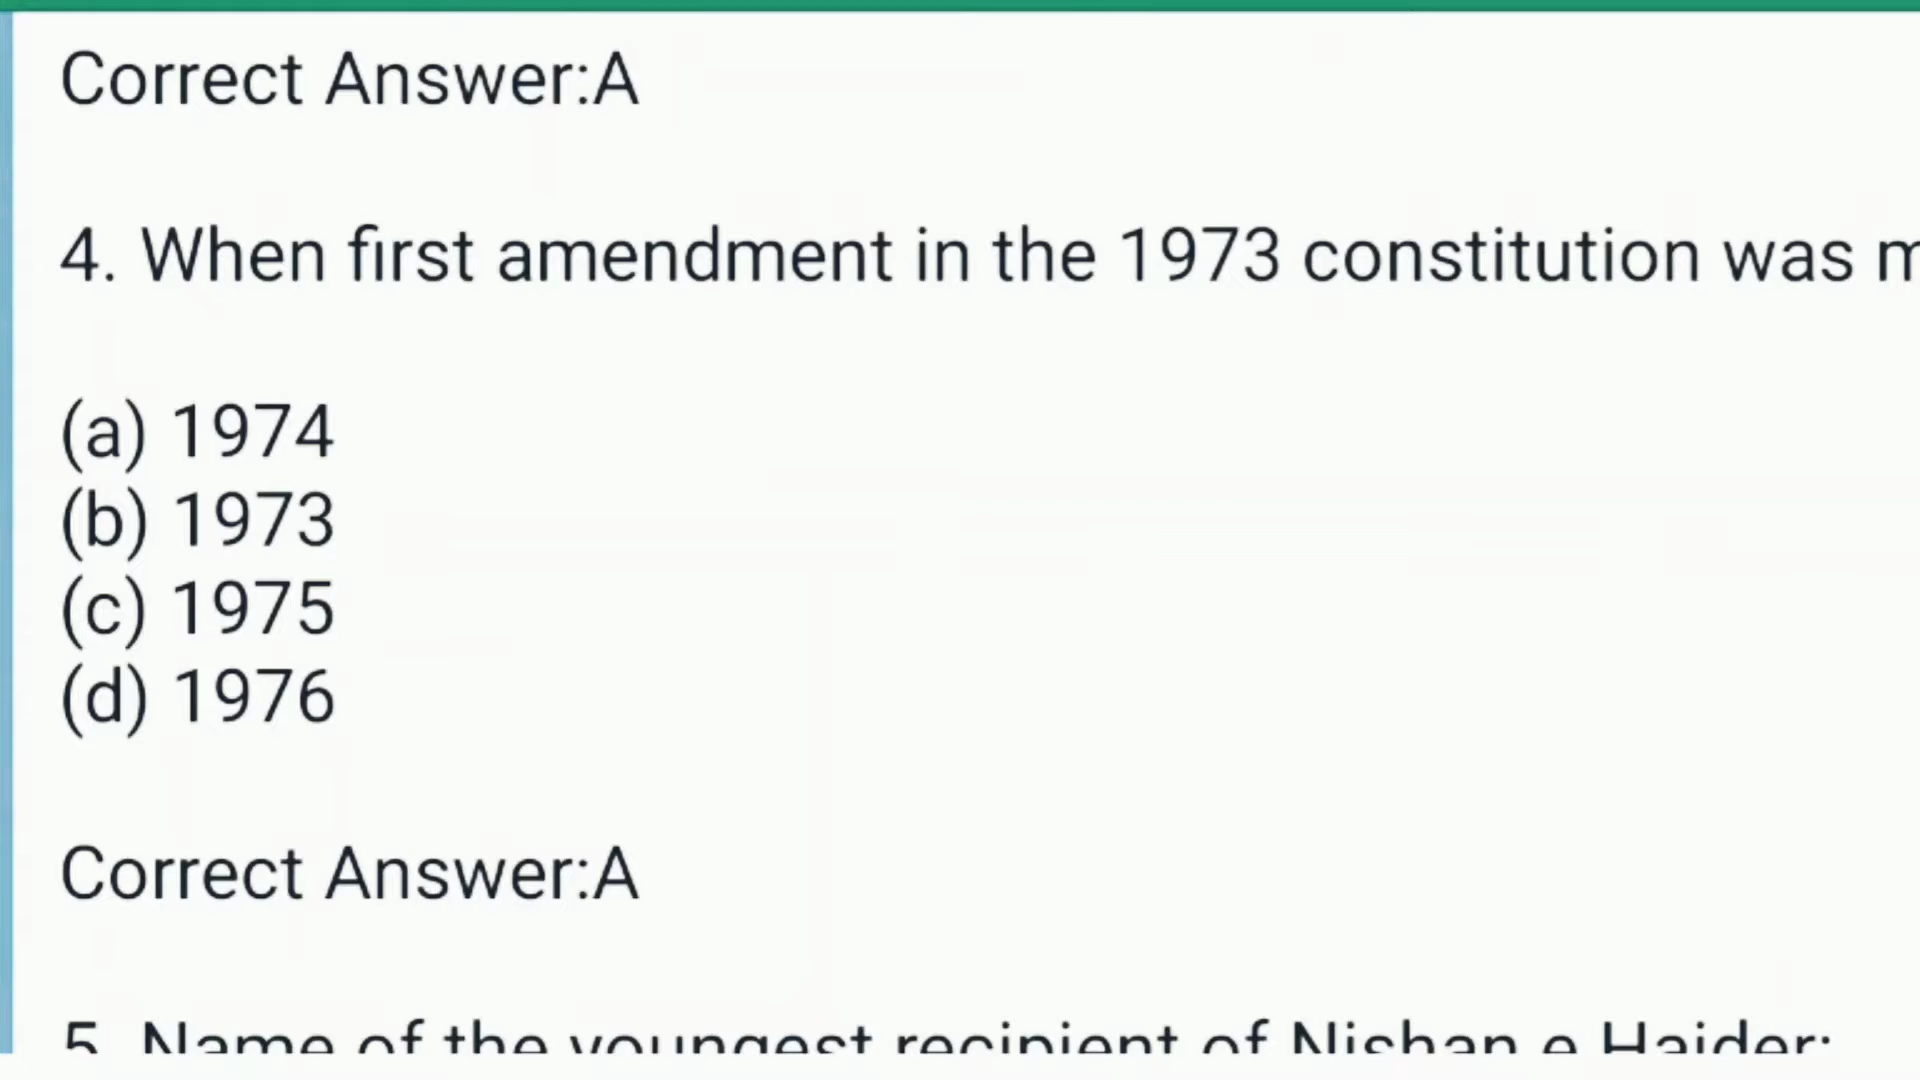 Correct Answer:A
4. When first amendment in the 1973 constitution was
(a) 1974
(b) 1973
(c) 1975
(d) 1976
Correct Answer:A
5. Name of the youngest recipient of Nishan e Haider: